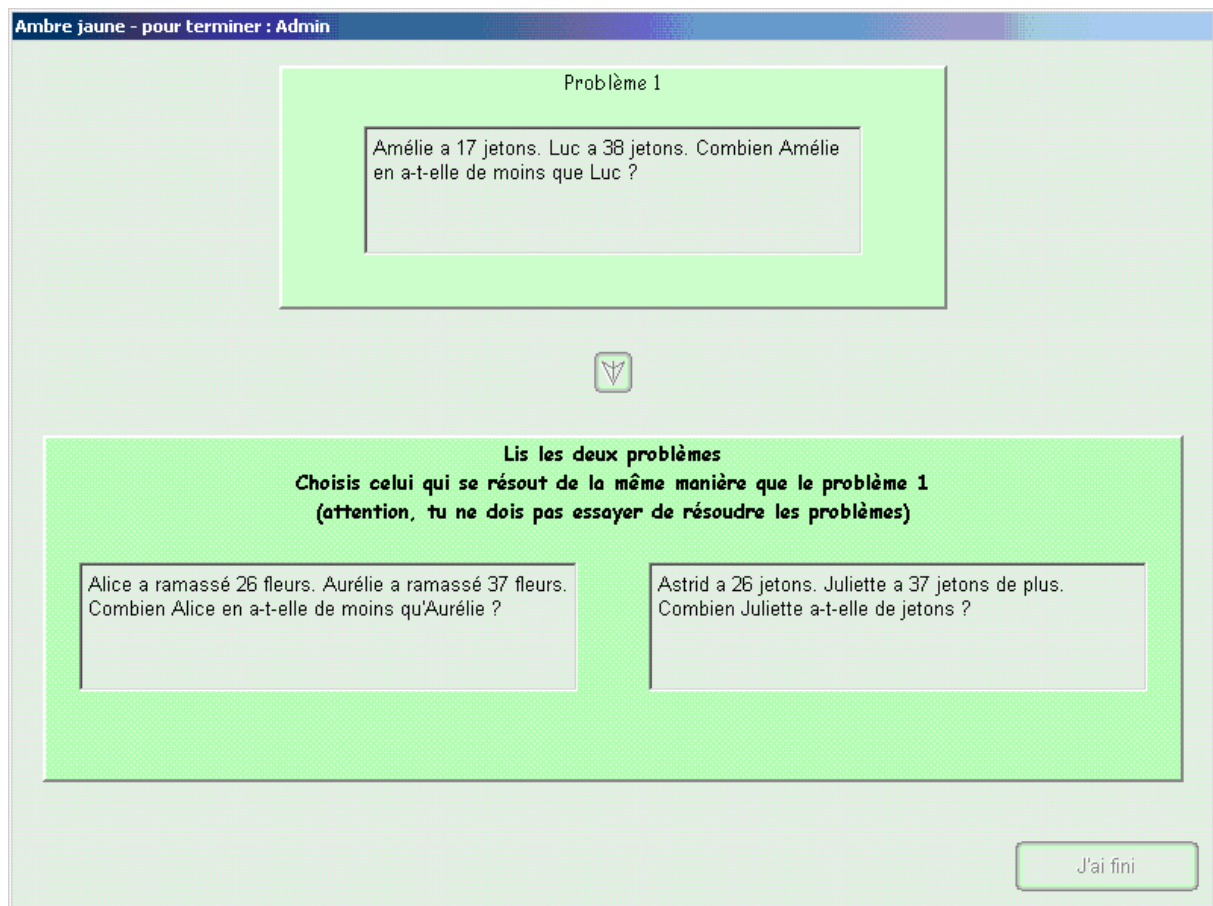 Ambre jaune - pour terminer : Admin
Problème 1
Amélie a 17 jetons. Luc a 38 jetons. Combien Amélie
en a-t-elle de moins que Luc ?
Lis les deux problèmes
Choisis celui qui se résout de la même manière que le problème 1
(attention, tu ne dois pas essayer de résoudre les problèmes)
Alice a ramassé 26 fleurs. Aurélie a ramassé 37 fleurs.
Combien Alice en a-t-elle de moins qu'Aurélie ?
Astrid a 26 jetons. Juliette a 37 jetons de plus.
Combien Juliette a-t-elle de jetons ?
J'ai fini